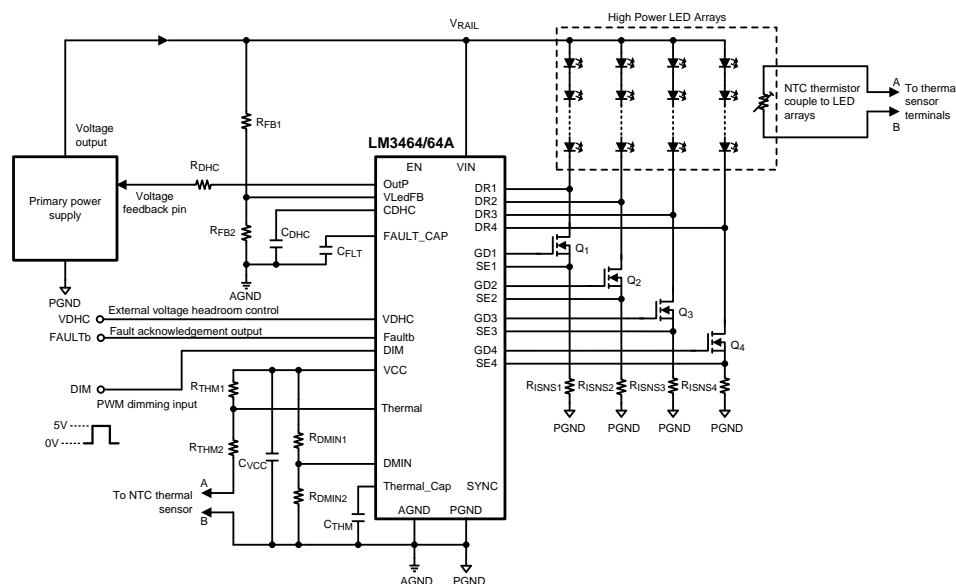 High Power LED Arrays
VRAIL
NTC thermistor
couple to LED
arrays
A
B
To therma
sensor
terminals
Voltage
output
RFB1
LM3464/64A
EN
VIN
RDHC
Primary power
supply
Voltage
feedback pin
OutP
VLedFB
CDHC
FAULT_CAP
DR1
DR2
DR3
DR4
RFB2
CDHC
CFLT
AGND
PGND
GD1
SE1
GD2
SE2
GD3
SE3
GD4
SE4
Q1
Q2
Q3
Q4
VDHC
External voltage headroom control
VDHC
FAULTb
Fault acknowledgement output
Faultb
DIM
VCC
DIM
PWM dimming input
5V
0V
RTHM1
Thermal
RTHM2
CVCC
RDMIN1
DMIN
RDMIN2
RISNS1
RISNS2
RISNS3
RISNS4
PGND
PGND
PGND
PGND
To NTC thermal
sensor
A
B
Thermal_Cap
SYNC
CTHM
AGND
PGND
AGND
PGND